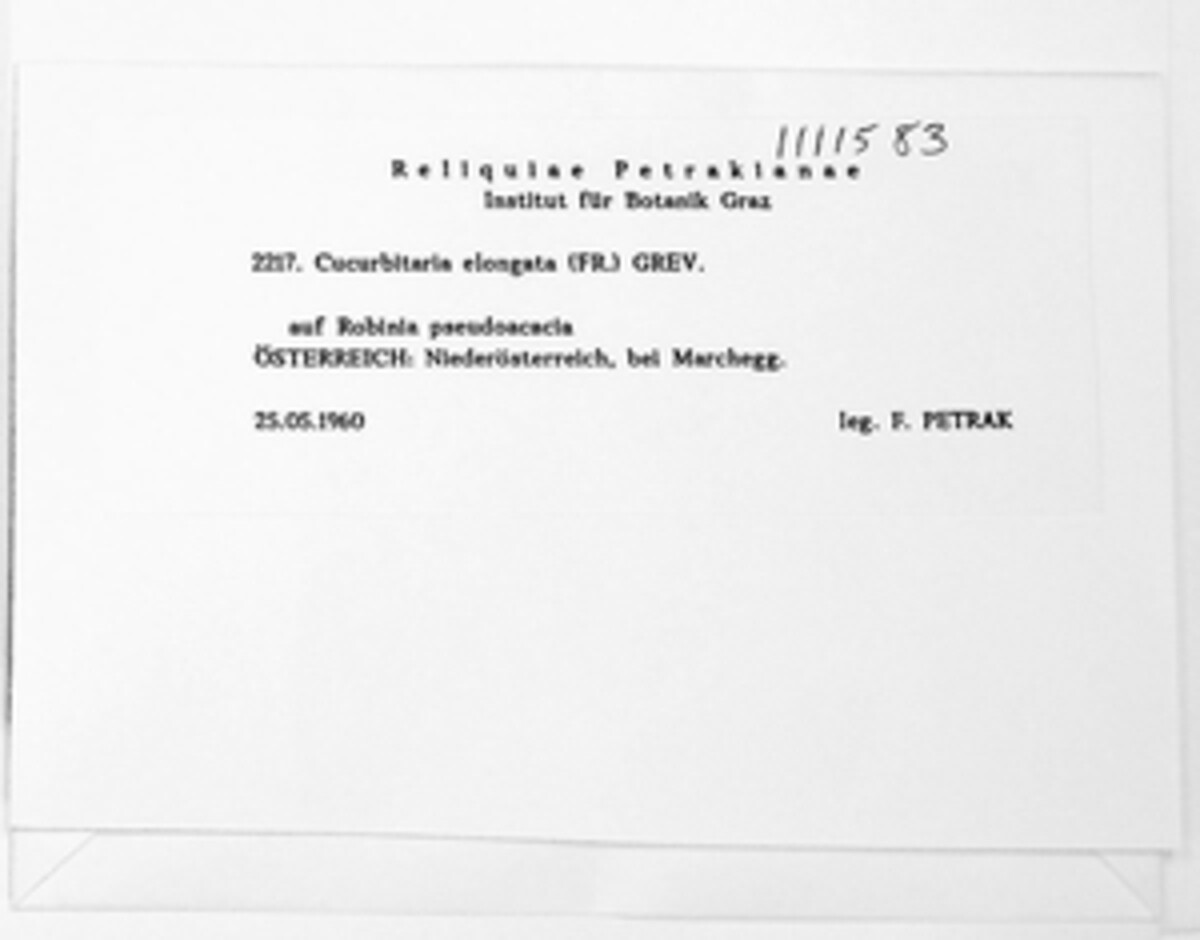 1111583
Reliquiae Petrakianae
Institut für Botanik Graz
2217. Cucurbitaria elongata (FR.) GREV.
auf Robinia pseudoacacia
ÖSTERREICH: Niederösterreich, bei Marchegg.
25.05.1960 leg. F. PETRAK